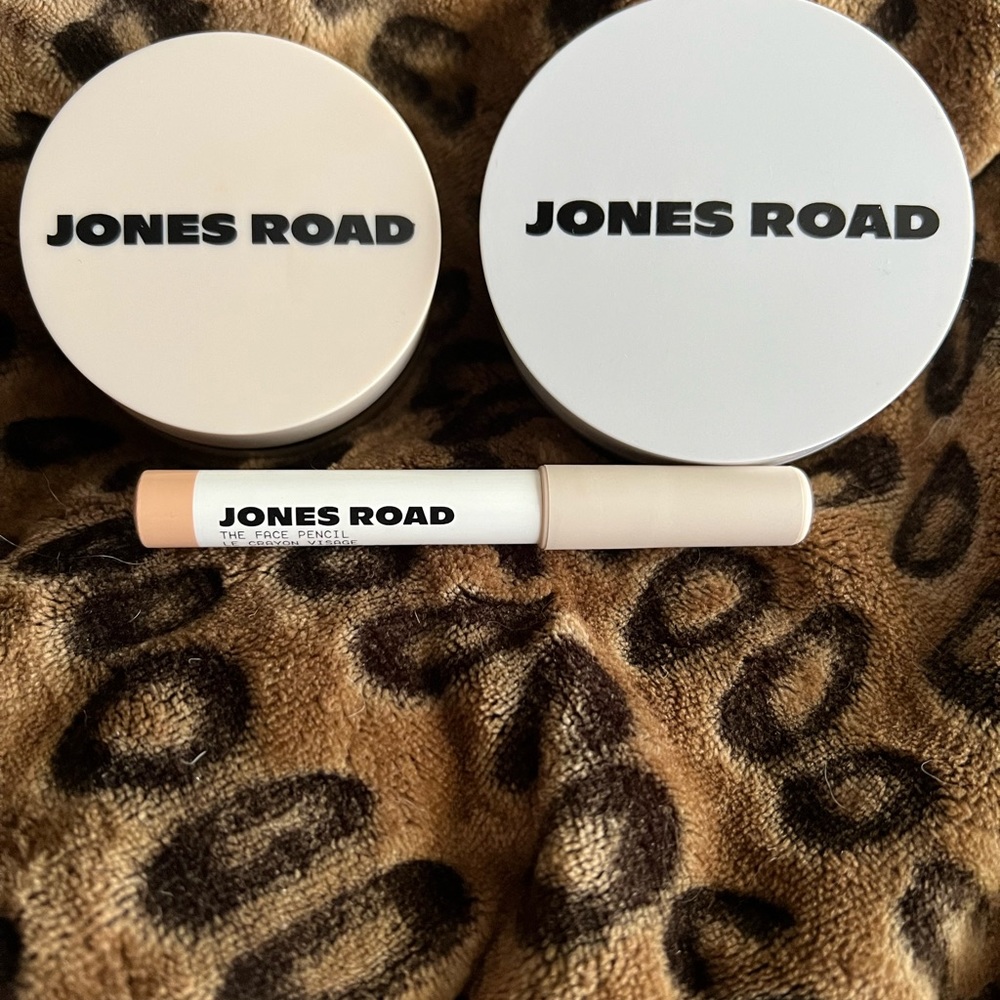 JONES ROAD
JONES ROAD
JONES ROAD
THE FACE PENCIL
LE CRAYON VISAGE